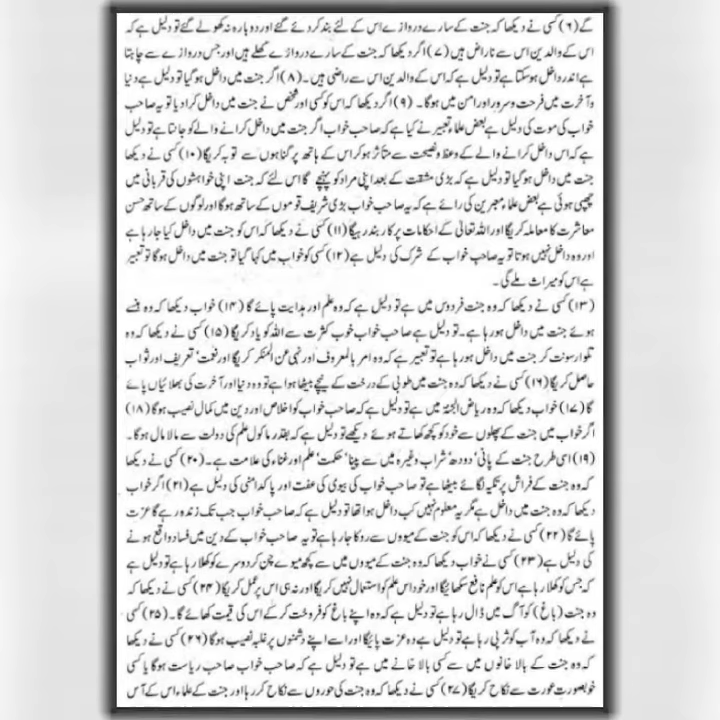 گے (۶) کسی نے دیکھا کہ جنت کے سارے دروازے اس کے لئے بند کر دئے گئے اور دوبارہ نہ کھولے گئے تو دلیل ہے کہ
اس کے والدین اس سے ناراض ہیں (۷) اگر دیکھا کہ جنت کے سارے دروازے کھلے ہیں اور جس دروازے سے چاہتا
ہے اندر داخل ہو سکتا ہے تو دلیل ہے کہ اس کے والدین اس سے راضی ہیں۔ (۸) اگر جنت میں داخل ہو گیا تو دلیل ہے دنیا
و آخرت میں فرحت و سرور اور امن میں ہوگا۔ (۹) اگر دیکھا کہ اس کو کسی اور شخص نے جنت میں داخل کرا دیا تو یہ صاحب
خواب کی موت کی دلیل ہے بعض علماء تعبیر نے کہا ہے کہ صاحب خواب اگر جنت میں داخل کرانے والے کو جانتا ہے تو دلیل
ہے کہ اس داخل کرانے والے کے وعظ و نصیحت سے متأثر ہو کر اس کے ہاتھ پر گناہوں سے توبہ کریگا (۱۰) کسی نے دیکھا
جنت میں داخل ہو گیا تو دلیل ہے کہ بڑی مشقت کے بعد اپنی مراد کو پہنچے گا اس لئے کہ جنت اپنی خواہشوں کی قربانی میں
چھپی ہوئی ہے بعض علماء معبرین کی رائے ہے کہ یہ صاحب خواب بڑی شریف قوموں کے ساتھ ہوگا اور لوگوں کے ساتھ حسن
معاشرت کا معاملہ کریگا اور اللہ تعالی کے احکامات پر کاربند رہیگا (۱۱) کسی نے دیکھا کہ اس کو جنت میں داخل کیا جا رہا ہے
اور وہ داخل نہیں ہوتا تو یہ صاحب خواب کے شرک کی دلیل ہے (۱۲) کسی کو خواب میں کہا گیا تو جنت میں داخل ہوگا تو تعبیر
ہے اس کو میراث ملے گی۔
(۱۳) کسی نے دیکھا کہ وہ جنت فردوس میں ہے تو دلیل ہے کہ وہ علم اور ہدایت پائے گا (۱۴) خواب دیکھا کہ وہ ہنستے
ہوئے جنت میں داخل ہو رہا ہے۔ تو دلیل ہے صاحب خواب خوب کثرت سے اللہ کو یاد کریگا (۱۵) کسی نے دیکھا کہ وہ
تلوار سونت کر جنت میں داخل ہو رہا ہے تو تعبیر ہے کہ وہ امر بالمعروف اور نہی عن المنکر کریگا اور نعمت‘ تعریف اور ثواب
حاصل کریگا (۱۶) کسی نے دیکھا کہ وہ جنت میں طوبیٰ کے درخت کے نیچے بیٹھا ہوا ہے تو وہ دنیا اور آخرت کی بھلائیاں پائے
گا (۱۷) خواب دیکھا کہ وہ ریاض الجنۃ میں ہے تو دلیل ہے کہ صاحب خواب کو اخلاص اور دین میں کمال نصیب ہوگا (۱۸)
اگر خواب میں جنت کے پھلوں سے خود کو کچھ کھاتے ہوئے دیکھے تو دلیل ہے کہ بقدر ماکول علم کی دولت سے مالا مال ہوگا۔
(۱۹) اسی طرح جنت کے پانی‘ دودھ‘ شراب وغیرہ میں سے پینا‘ حکمت‘ علم اور غناء کی علامت ہے۔ (۲۰) کسی نے دیکھا
کہ وہ جنت کے فراش پر تکیہ لگائے بیٹھا ہے تو صاحب خواب کی بیوی کی عفت اور پاکدامنی کی دلیل ہے (۲۱) اگر خواب
دیکھا کہ وہ جنت میں داخل ہے مگر یہ معلوم نہیں کب داخل ہوا تھا تو دلیل ہے کہ صاحب خواب جب تک زندہ رہے گا عزت
پائے گا (۲۲) کسی نے دیکھا کہ اس کو جنت کے میووں سے روکا جا رہا ہے تو یہ صاحب خواب کے دین میں فساد واقع ہونے
کی دلیل ہے (۲۳) کسی نے خواب دیکھا کہ وہ جنت کے میووں میں سے کچھ میوے چن کر دوسرے کو کھلا رہا ہے تو دلیل ہے
کہ جس کو کھلا رہا ہے اس کو علم نافع سکھائیگا اور خود اس علم کو استعمال نہیں کریگا اور نہ ہی اس پر عمل کریگا (۲۴) کسی نے دیکھا کہ
وہ جنت (باغ) کو آگ میں ڈال رہا ہے تو دلیل ہے کہ وہ اپنے باغ کو فروخت کر کے اس کی قیمت کھائے گا۔ (۲۵) کسی
نے دیکھا کہ وہ آب کوثر پی رہا ہے تو دلیل ہے وہ عزت پائیگا اور اسے اپنے دشمنوں پر غلبہ نصیب ہوگا (۲۶) کسی نے دیکھا
کہ وہ جنت کے بالا خانوں میں سے کسی بالا خانے میں ہے تو دلیل ہے کہ صاحب خواب صاحب ریاست ہوگا یا کسی
خوبصورت عورت سے نکاح کریگا (۲۷) کسی نے دیکھا کہ وہ جنت کی حوروں سے نکاح کر رہا اور جنت کے غلماء اس کے آس